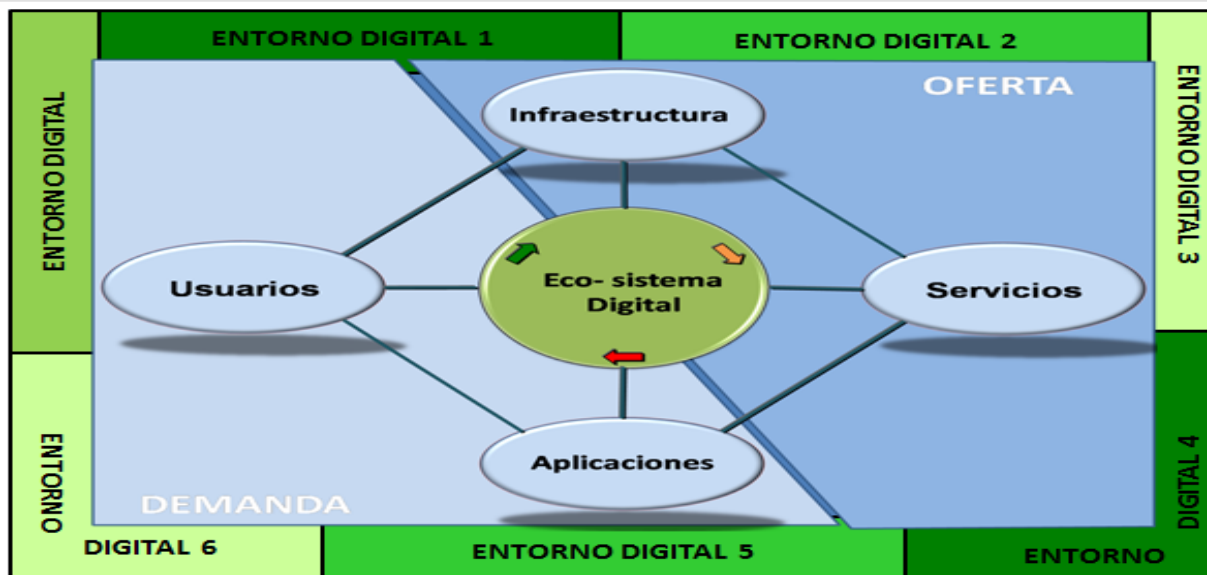 ENTORNO DIGITAL 1
ENTORNO DIGITAL 2
ENTORNO DIGITAL 3
ENTORNO DIGITAL
OFERTA
Infraestructura
Usuarios
Eco- sistema
Digital
Servicios
Aplicaciones
DEMANDA
ENTORNO
DIGITAL 6
ENTORNO DIGITAL 5
ENTORNO
DIGITAL 4